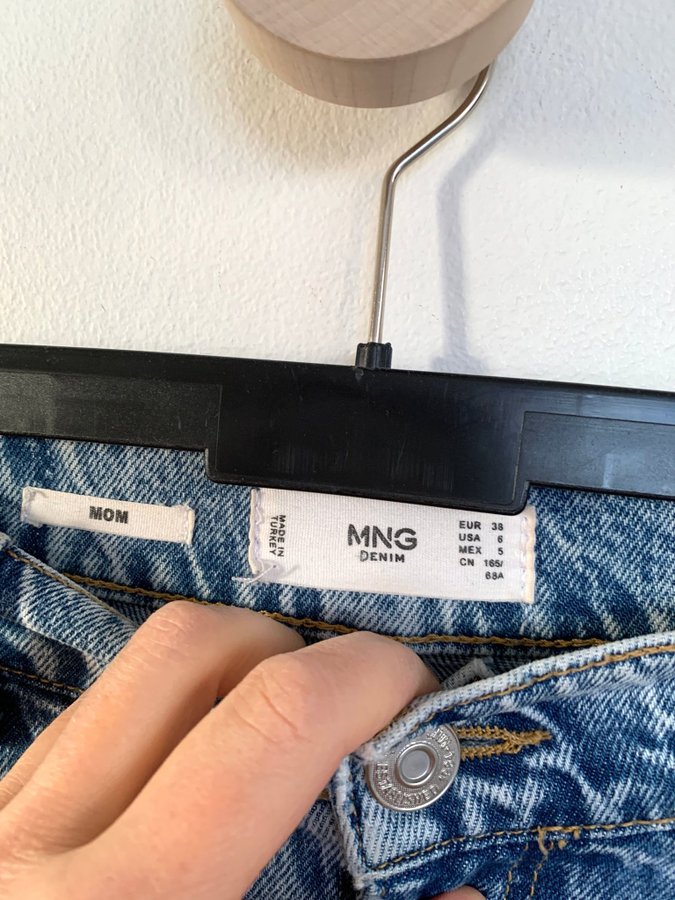 MOM
MADE IN
TURKEY
MNG
DENIM
EUR 38
USA 6
MEX 5
CN 165/
68A